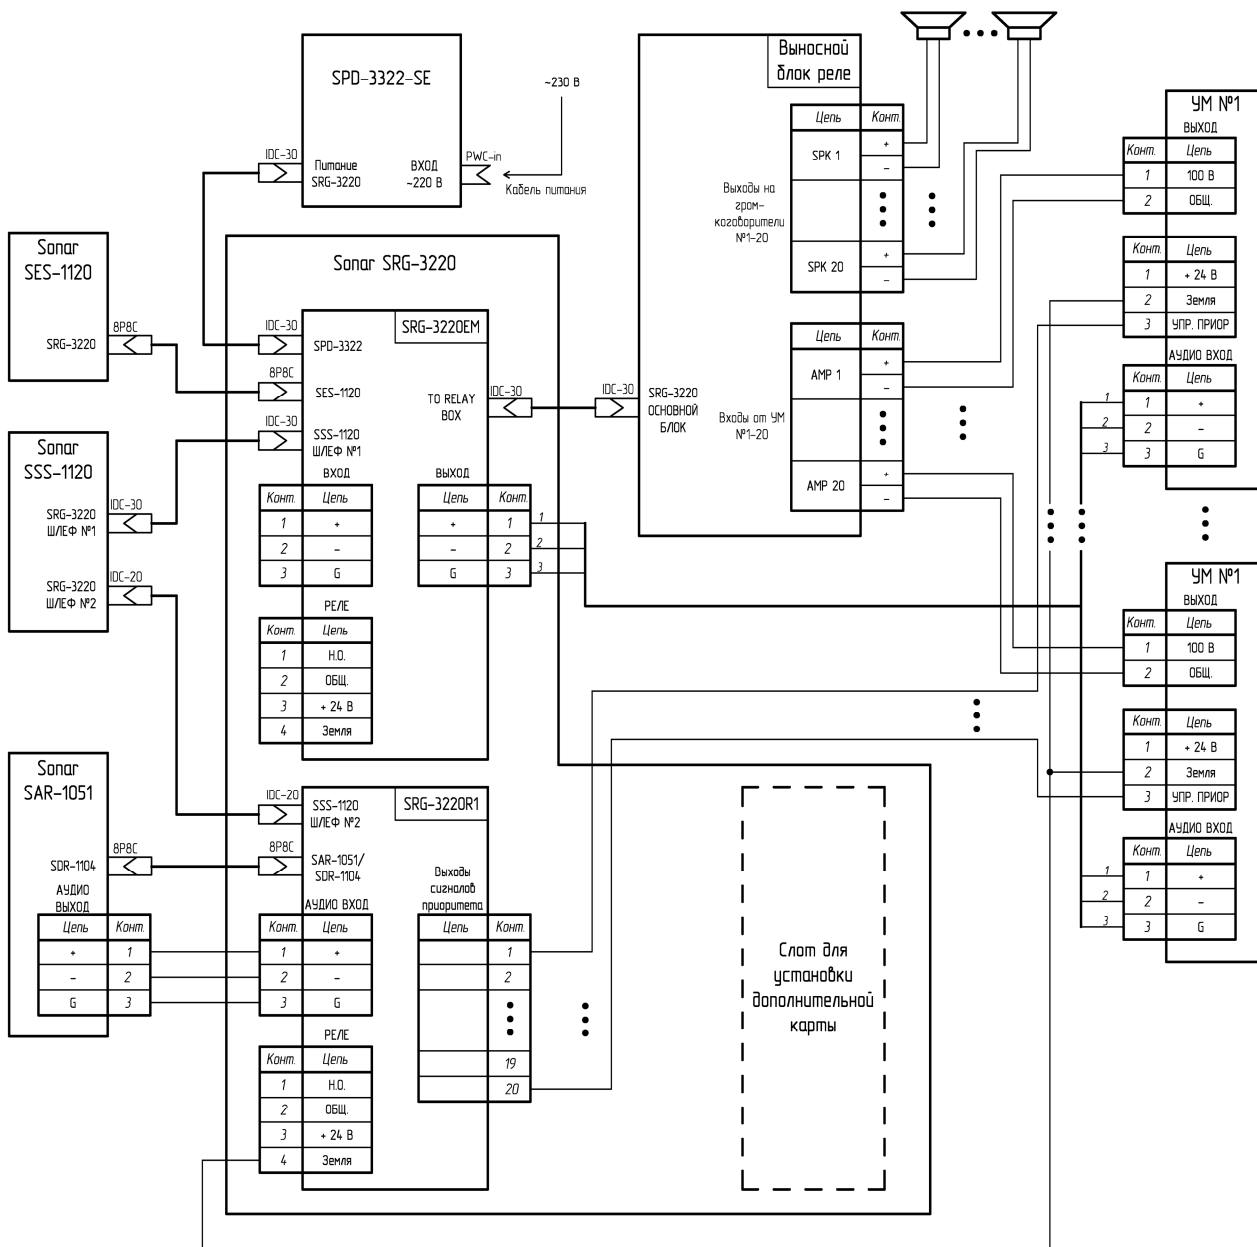 SPD-3322-SE
~230 В
IDC-30
Питание
SRG-3220
ВХОД
~220 В
PWC-in
Кабель питания
Выносной
блок реле
Цепь Конт.
SPK 1 +
–
SPK 20 +
–
Выходы на
гром-
коговорители
№1-20
Цепь Конт.
AMP 1 +
–
AMP 20 +
–
Входы от УМ
№1-20
IDC-30
SRG-3220
ОСНОВНОЙ
БЛОК
УМ №1
ВЫХОД
Конт. Цепь
1 100 В
2 ОБЩ.
Конт. Цепь
1 + 24 В
2 Земля
3 УПР. ПРИОР
АУДИО ВХОД
Конт. Цепь
1 1 +
2 2 –
3 3 G
УМ №1
ВЫХОД
Конт. Цепь
1 100 В
2 ОБЩ.
Конт. Цепь
1 + 24 В
2 Земля
3 УПР. ПРИОР
АУДИО ВХОД
Конт. Цепь
1 1 +
2 2 –
3 3 G
Sonar
SES-1120
8P8C
SRG-3220
Sonar
SSS-1120
IDC-30
SRG-3220
ШЛЕФ №1
IDC-20
SRG-3220
ШЛЕФ №2
Sonar
SAR-1051
8P8C
SDR-1104
АУДИО
ВЫХОД
Цепь Конт.
+ 1
– 2
G 3
Sonar SRG-3220
SRG-3220EM
IDC-30
SPD-3322
8P8C
SES-1120
IDC-30
SSS-1120
ШЛЕФ №1
TO RELAY
BOX
IDC-30
ВХОД
Конт. Цепь
1 +
2 –
3 G
ВЫХОД
Цепь Конт.
+ 1 1
– 2 2
G 3 3
РЕЛЕ
Конт. Цепь
1 Н.О.
2 ОБЩ.
3 + 24 В
4 Земля
SRG-3220R1
IDC-20
SSS-1120
ШЛЕФ №2
8P8C
SAR-1051/
SDR-1104
АУДИО ВХОД
Конт. Цепь
1 +
2 –
3 G
Выходы
сигналов
приоритета
Цепь Конт.
1
2
19
20
РЕЛЕ
Конт. Цепь
1 Н.О.
2 ОБЩ.
3 + 24 В
4 Земля
Слот для
установки
дополнительной
карты